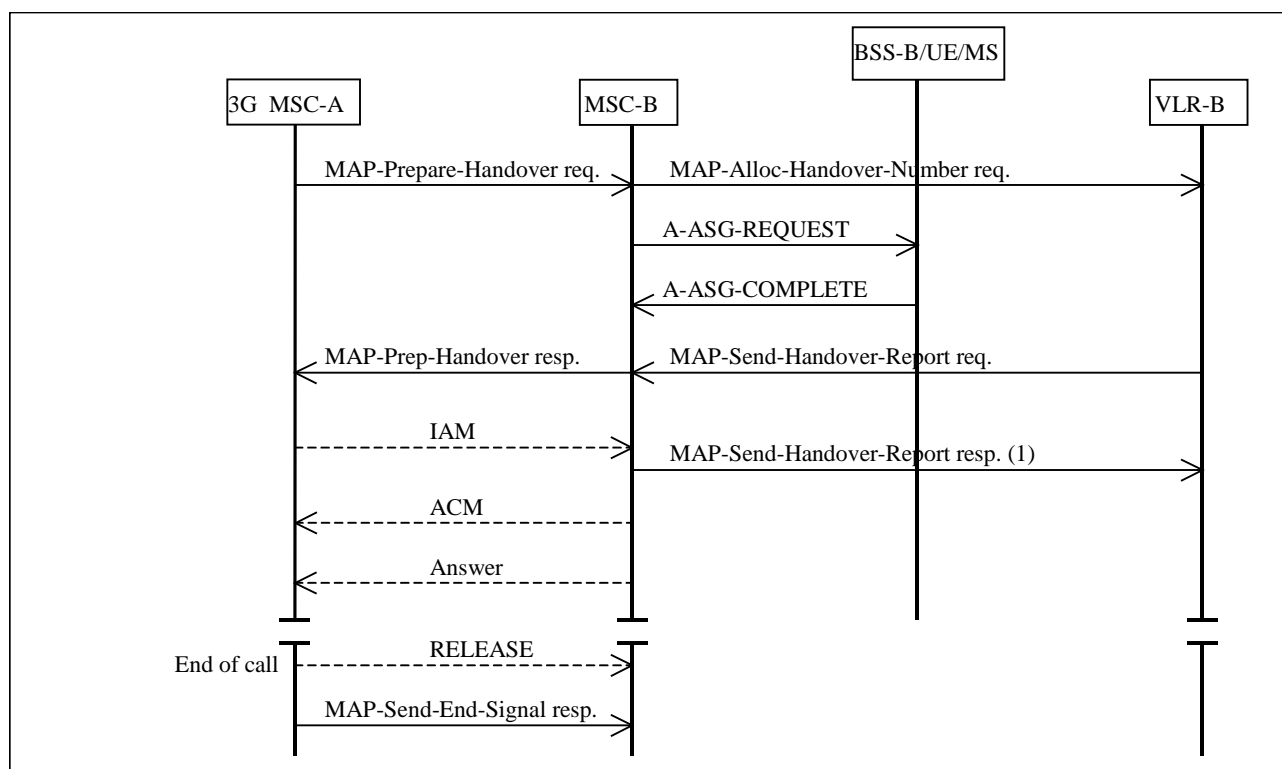 BSS-B/UE/MS
3G MSC-A
MSC-B
VLR-B
MAP-Prepare-Handover req.
MAP-Alloc-Handover-Number req.
A-ASG-REQUEST
A-ASG-COMPLETE
MAP-Prep-Handover resp.
MAP-Send-Handover-Report req.
IAM
MAP-Send-Handover-Report resp. (1)
ACM
Answer
End of call
RELEASE
MAP-Send-End-Signal resp.